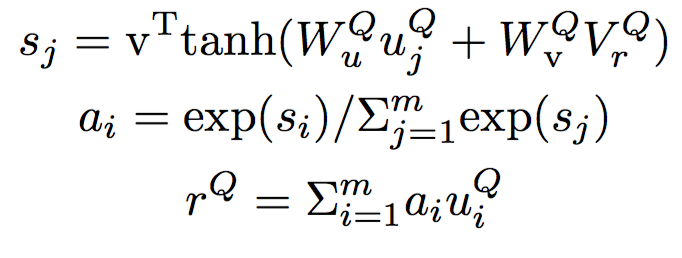 s_j = v^T tanh(W_u^Q u_j^Q + W_v^Q V_r^Q)
a_i = exp(s_i)/Σ_{j=1}^m exp(s_j)
r^Q = Σ_{i=1}^m a_i u_i^Q